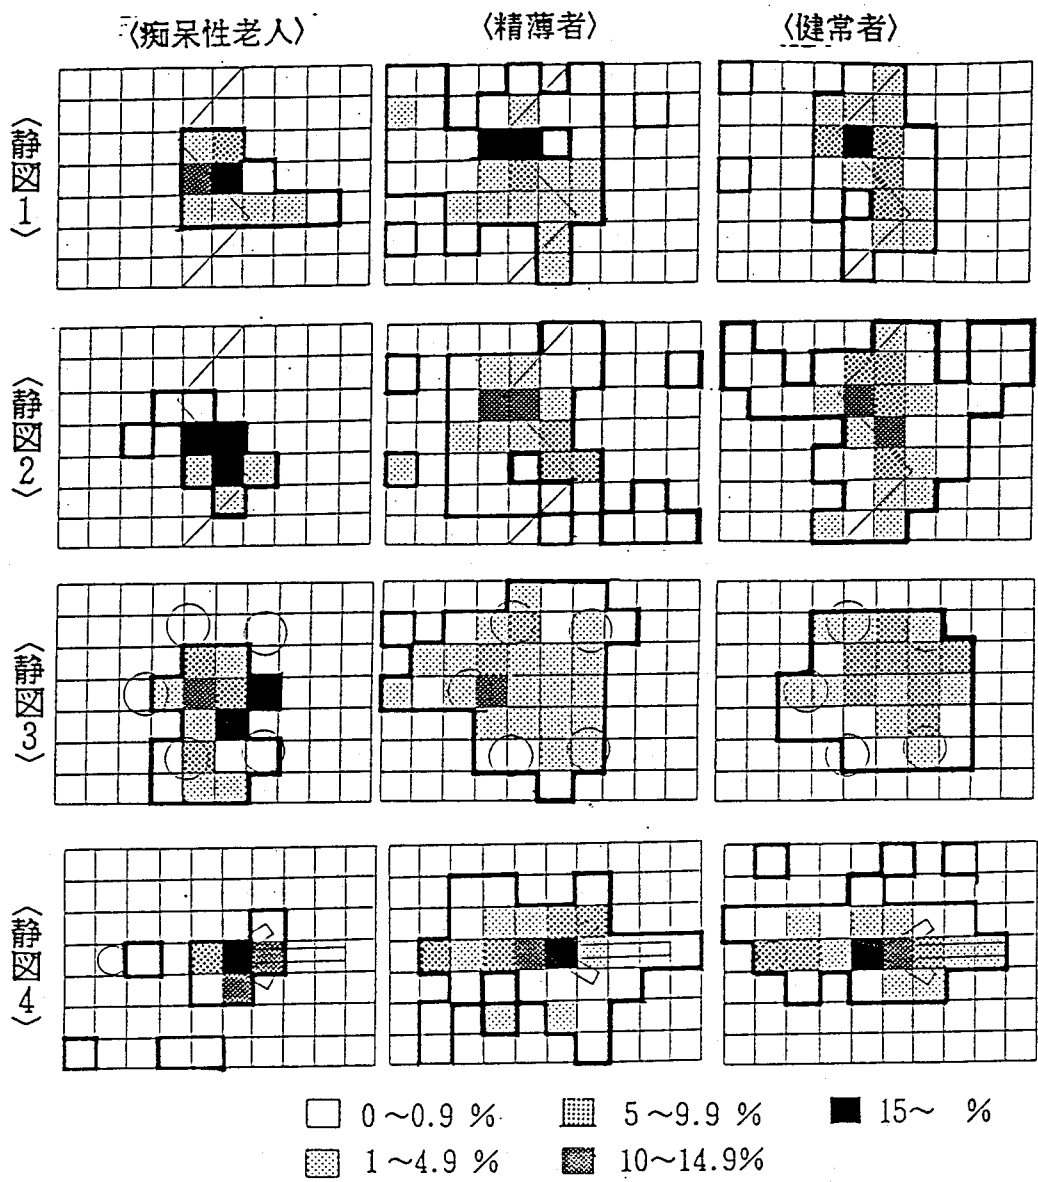 〈痴呆性老人〉 〈精薄者〉 〈健常者〉
〈静図1〉
〈静図2〉
〈静図3〉
〈静図4〉
0～0.9 % 5～9.9 % 15～ %
1～4.9 % 10～14.9%